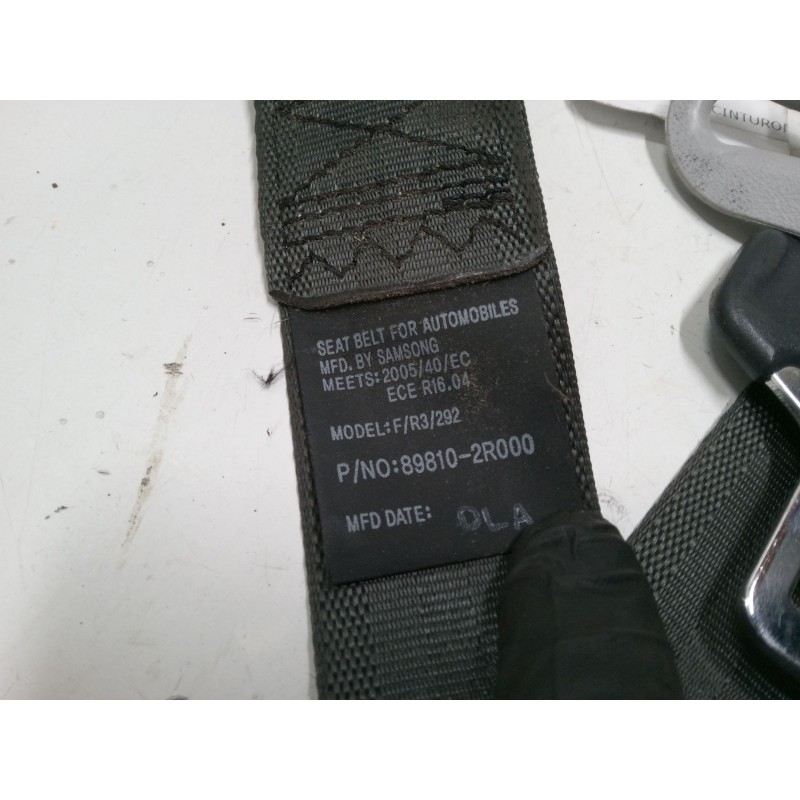 CINTURON
SEAT BELT FOR AUTOMOBILES
MFD. BY SAMSONG
MEETS: 2005/40/EC
ECE R16.04
MODEL: F/R3/292
P/NO: 89810-2R000
MFD DATE: OLA